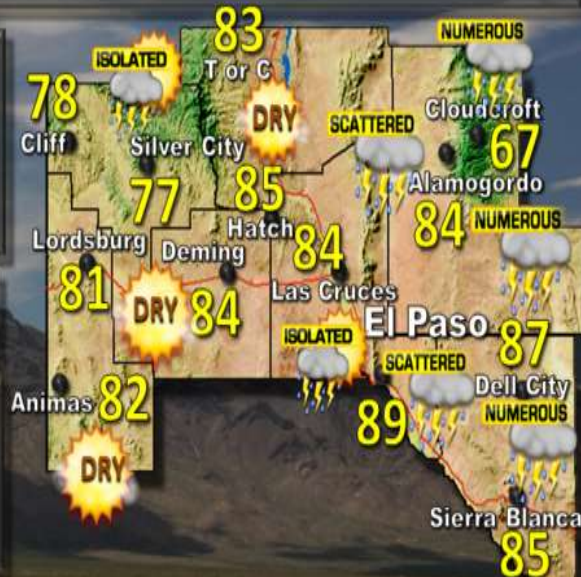 83
T or C
NUMEROUS
ISOLATED
78
Cliff
Silver City
77
DRY
SCATTERED
Cloudcroft
67
Alamogordo
84
85
Hatch
84
Las Cruces
NUMEROUS
Lordsburg
81
Deming
84
DRY
El Paso
87
Dell City
ISOLATED
SCATTERED
89
Animas 82
DRY
NUMEROUS
Sierra Blanca
85